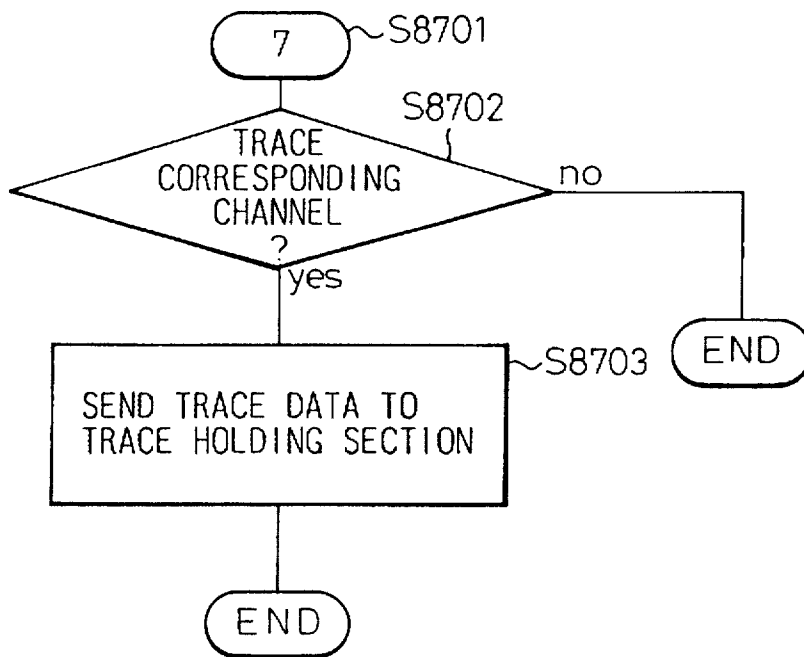 7
S8701
S8702
TRACE
CORRESPONDING
CHANNEL
?
no
yes
END
S8703
SEND TRACE DATA TO
TRACE HOLDING SECTION
END